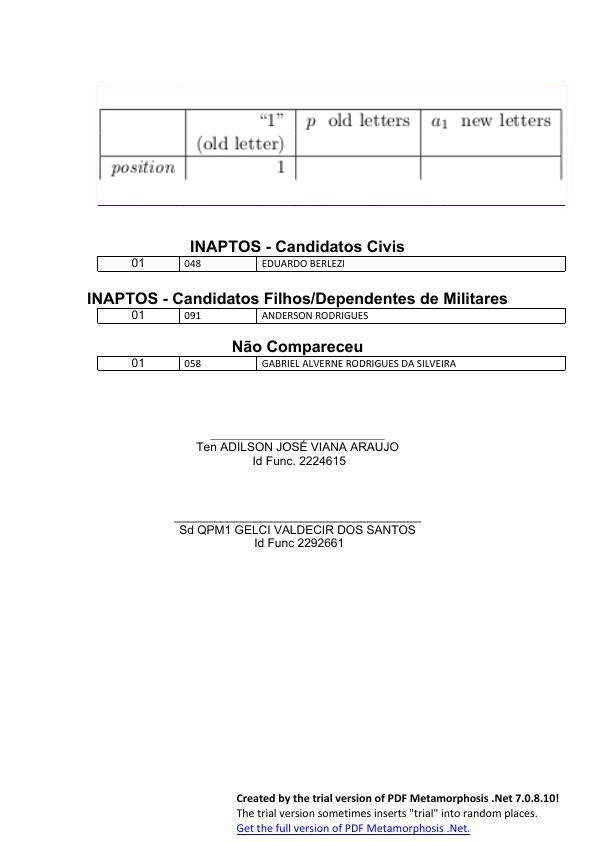 “1” p old letters a1 new letters
(old letter)
position 1
INAPTOS - Candidatos Civis
01 048 EDUARDO BERLEZI
INAPTOS - Candidatos Filhos/Dependentes de Militares
01 091 ANDERSON RODRIGUES
Não Compareceu
01 058 GABRIEL ALVERNE RODRIGUES DA SILVEIRA
Ten ADILSON JOSÉ VIANA ARAUJO
Id Func. 2224615
Sd QPM1 GELCI VALDECIR DOS SANTOS
Id Func 2292661
Created by the trial version of PDF Metamorphosis .Net 7.0.8.10!
The trial version sometimes inserts "trial" into random places.
Get the full version of PDF Metamorphosis .Net.